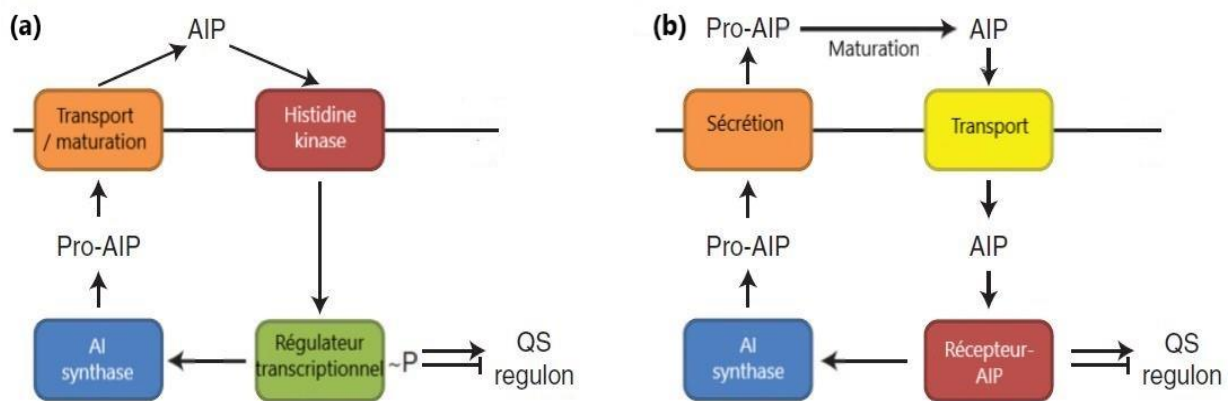 (a)
AIP
Transport
/ maturation
Histidine
kinase
Pro-AIP
AI
synthase
Régulateur
transcriptionnel
~P
QS
regulon
(b)
Pro-AIP
Maturation
AIP
Sécrétion
Transport
Pro-AIP
AIP
AI
synthase
Récepteur-
AIP
QS
regulon